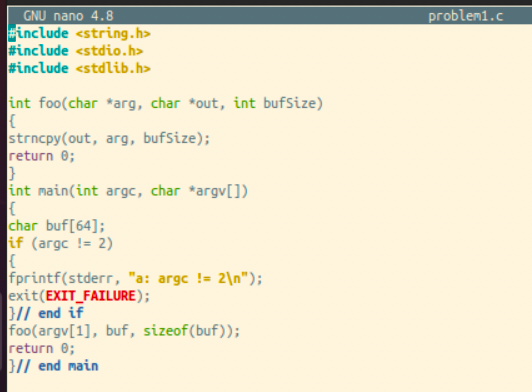 GNU nano 4.8 problem1.c
#include <string.h>
#include <stdio.h>
#include <stdlib.h>
int foo(char *arg, char *out, int bufSize)
{
strncpy(out, arg, bufSize);
return 0;
}
int main(int argc, char *argv[])
{
char buf[64];
if (argc != 2)
{
fprintf(stderr, "a: argc != 2\n");
exit(EXIT_FAILURE);
}// end if
foo(argv[1], buf, sizeof(buf));
return 0;
}// end main